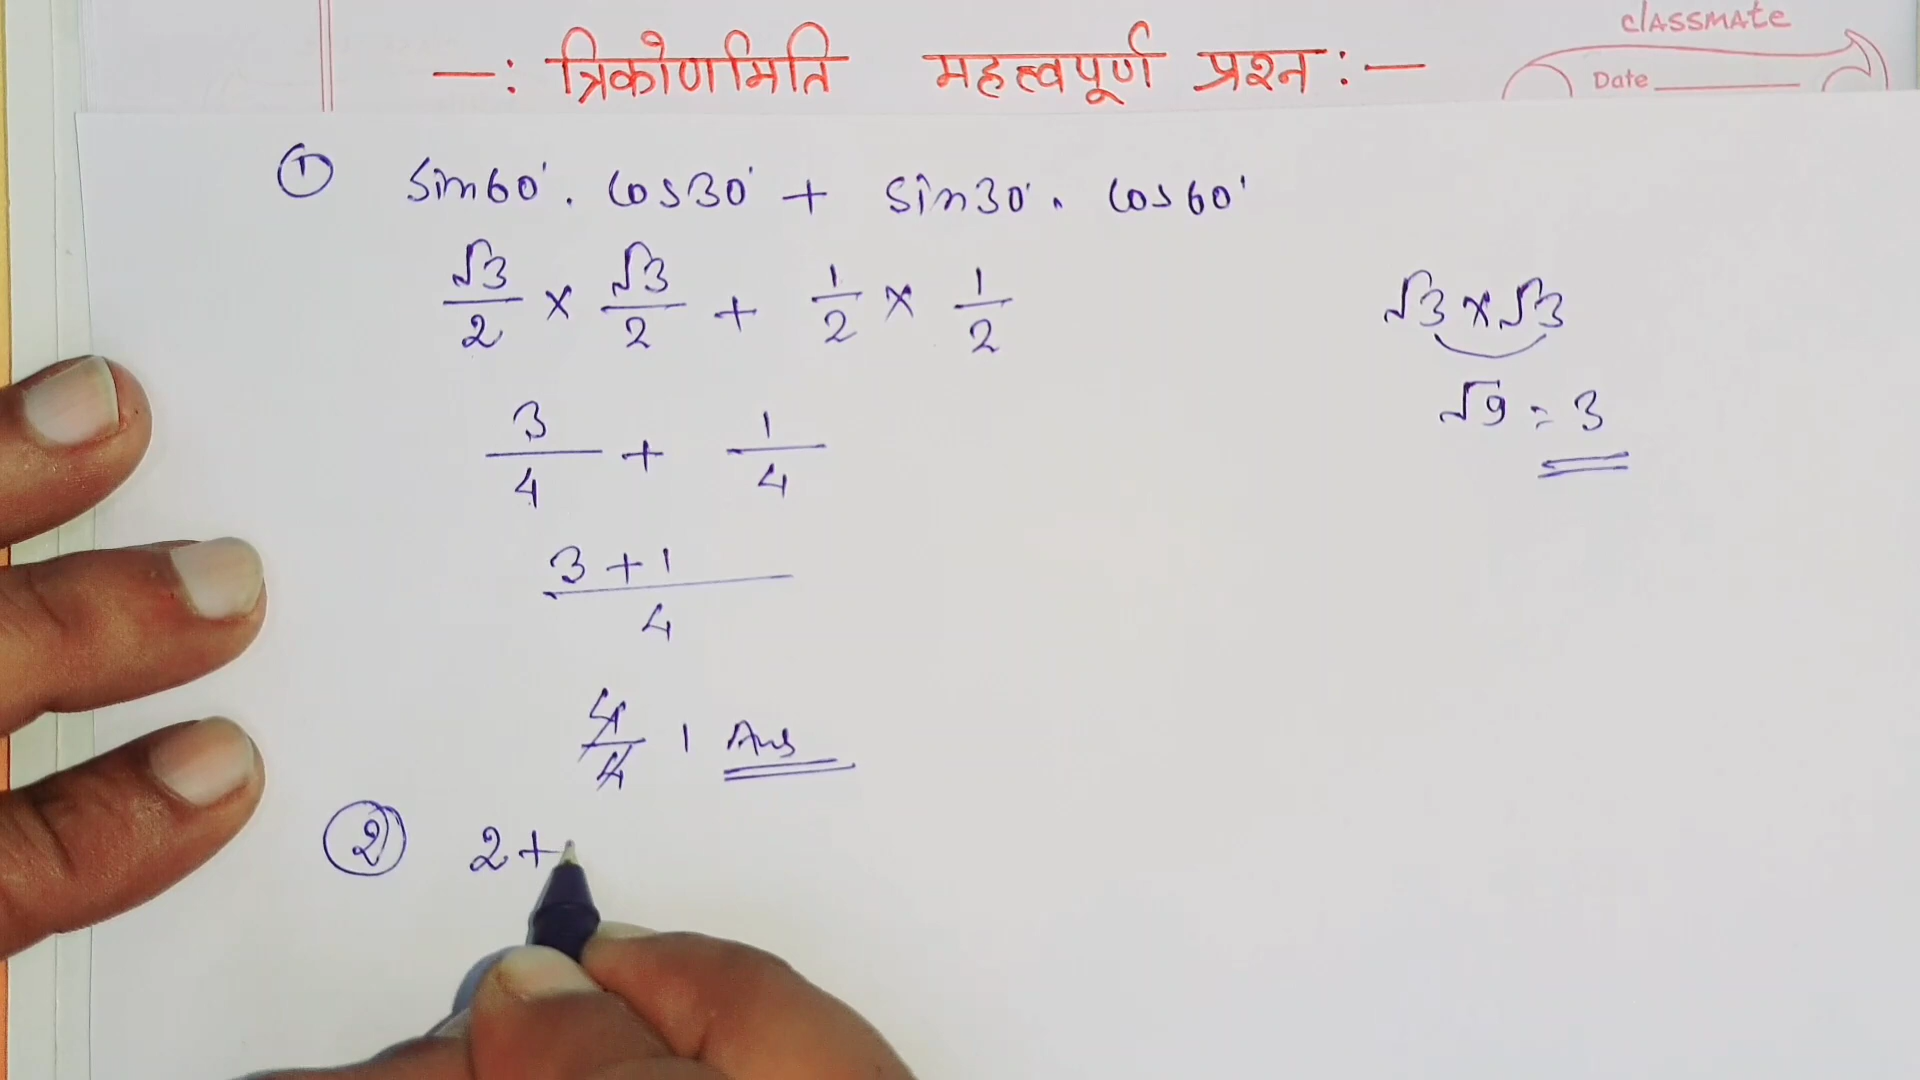 classmate
Date
—: त्रिकोणमिति महत्वपूर्ण प्रश्न :—
① sin60°. cos30° + sin30°. cos60°
√3/2 × √3/2 + 1/2 × 1/2
√3 × √3
√9 = 3
3/4 + 1/4
3+1/4
4/4 1 Ans
② 2+